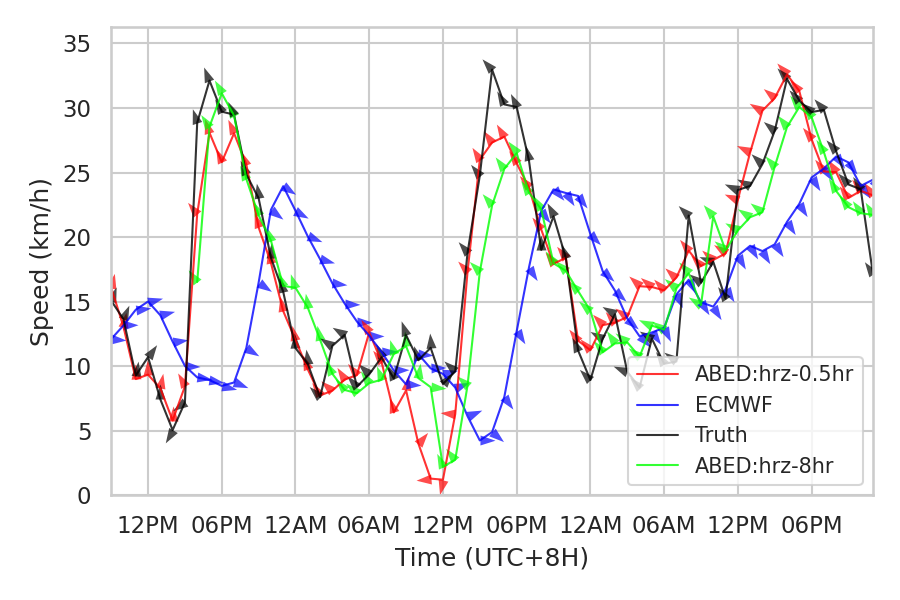 35
30
25
20
15
10
5
0
Speed (km/h)
12PM 06PM 12AM 06AM 12PM 06PM 12AM 06AM 12PM 06PM
Time (UTC+8H)
ABED:hrz-0.5hr
ECMWF
Truth
ABED:hrz-8hr